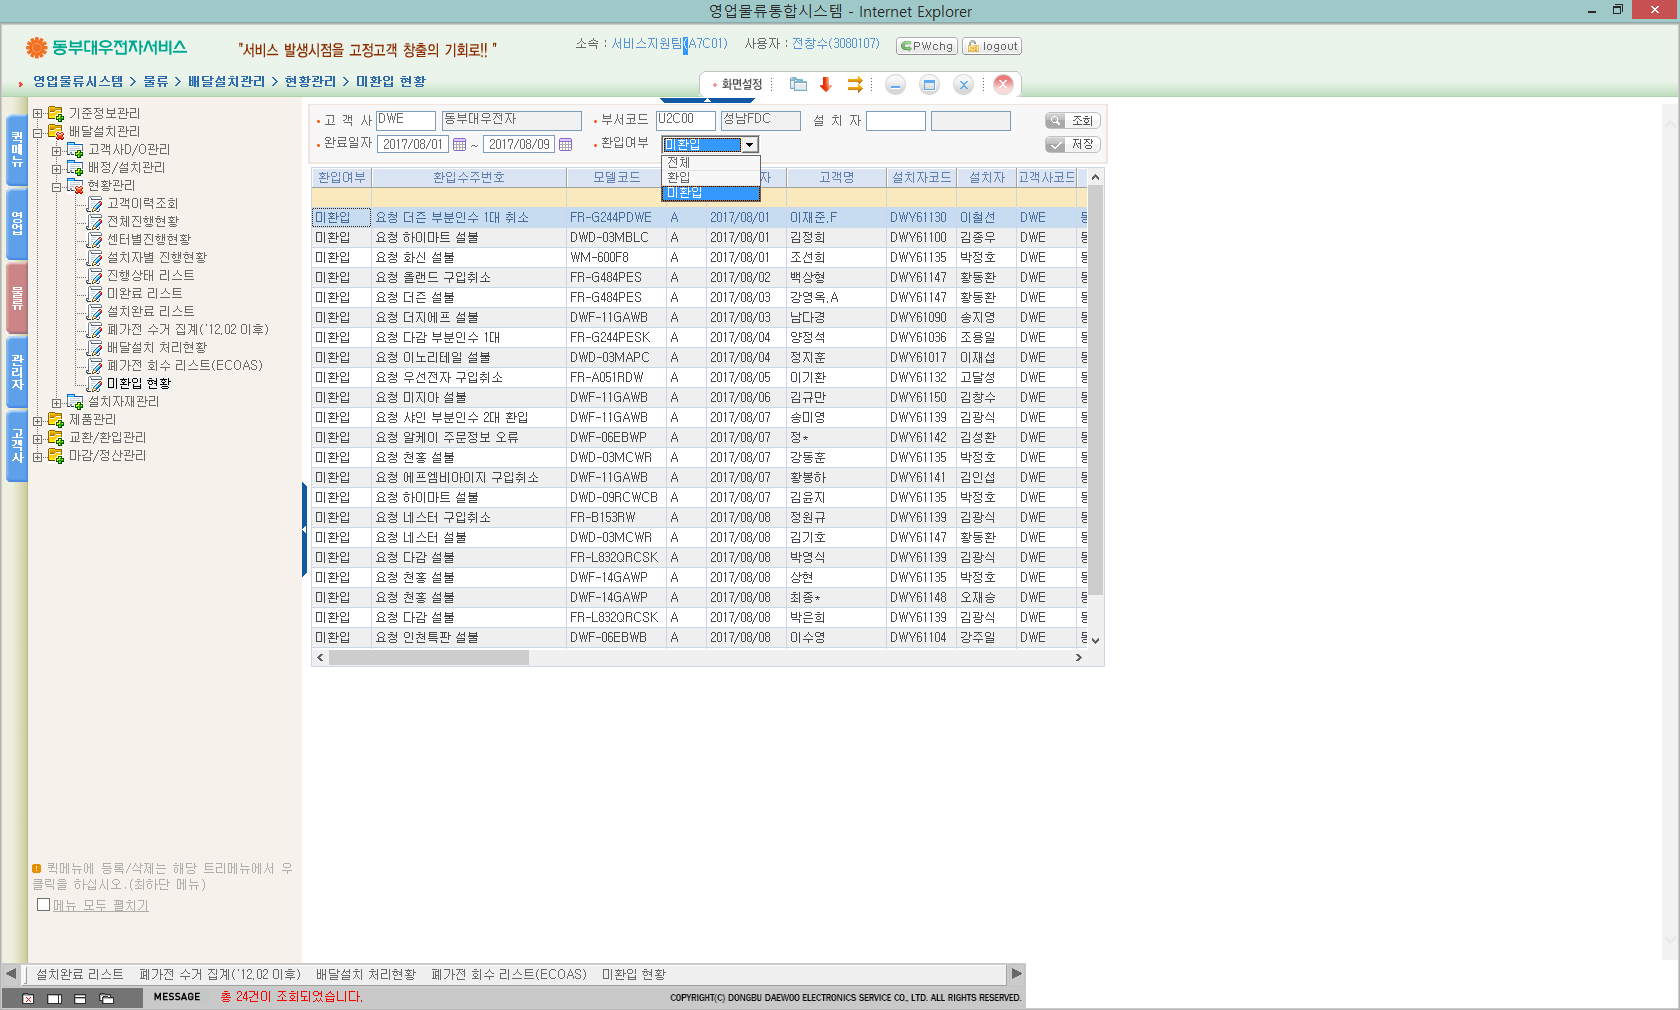 영업물류통합시스템 - Internet Explorer
동부대우전자서비스
"서비스 발생시점을 고정고객 창출의 기회로!! "
소속 : 서비스지원팀(A7C01) 사용자 : 전창수(3080107)
PWchg
logout
영업물류시스템 > 물류 > 배달설치관리 > 현황관리 > 미환입 현황
화면설정
퀵메뉴
영업
물류
관리자
고객사
기준정보관리
배달설치관리
고객사D/O관리
배정/설치관리
현황관리
고객이력조회
전체진행현황
센터별진행현황
설치자별 진행현황
진행상태 리스트
미완료 리스트
설치완료 리스트
폐가전 수거 집계('12,02 이후)
배달설치 처리현황
폐가전 회수 리스트(ECOAS)
미환입 현황
설치자재관리
제품관리
교환/환입관리
마감/정산관리
퀵메뉴에 등록/삭제는 해당 트리메뉴에서 우
클릭을 하십시오.(최하단 메뉴)
메뉴 모두 펼치기
고 객 사 DWE 동부대우전자 부서코드 U2C00 성남FDC 설 치 자
조회
완료일자 2017/08/01 ~ 2017/08/09 환입여부 미환입
저장
전체
환입
미환입
환입여부 환입수주번호 모델코드 자 고객명 설치자코드 설치자 고객사코드
미환입 요청 더즌 부분인수 1대 취소 FR-G244PDWE A 2017/08/01 이재준,F DWY61130 이철선 DWE
미환입 요청 하이마트 설불 DWD-03MBLC A 2017/08/01 김정희 DWY61100 김종우 DWE
미환입 요청 화신 설불 WM-600F8 A 2017/08/01 조선희 DWY61135 박정호 DWE
미환입 요청 올랜드 구입취소 FR-G484PES A 2017/08/02 백상형 DWY61147 황동환 DWE
미환입 요청 더즌 설불 FR-G484PES A 2017/08/03 강영옥,A DWY61147 황동환 DWE
미환입 요청 더지에프 설불 DWF-11GAWB A 2017/08/03 남다경 DWY61090 송지영 DWE
미환입 요청 다감 부분인수 1대 FR-G244PESK A 2017/08/04 양정석 DWY61036 조용일 DWE
미환입 요청 이노리테일 설불 DWD-03MAPC A 2017/08/04 정지훈 DWY61017 이재섭 DWE
미환입 요청 우선전자 구입취소 FR-A051RDW A 2017/08/05 이기환 DWY61132 고달성 DWE
미환입 요청 미지아 설불 DWF-11GAWB A 2017/08/06 김규만 DWY61150 김창수 DWE
미환입 요청 샤인 부분인수 2대 환입 DWF-11GAWB A 2017/08/07 송미영 DWY61139 김광식 DWE
미환입 요청 알케이 주문정보 오류 DWF-06EBWP A 2017/08/07 정* DWY61142 김성환 DWE
미환입 요청 천홍 설불 DWD-03MCWR A 2017/08/07 강동훈 DWY61135 박정호 DWE
미환입 요청 에프엠비아이지 구입취소 DWF-11GAWB A 2017/08/07 황봉하 DWY61141 김인섭 DWE
미환입 요청 하이마트 설불 DWD-09RCWCB A 2017/08/07 김윤지 DWY61135 박정호 DWE
미환입 요청 네스터 구입취소 FR-B153RW A 2017/08/08 정원규 DWY61139 김광식 DWE
미환입 요청 네스터 설불 DWD-03MCWR A 2017/08/08 김기호 DWY61147 황동환 DWE
미환입 요청 다감 설불 FR-L832QRCSK A 2017/08/08 박영식 DWY61139 김광식 DWE
미환입 요청 천홍 설불 DWF-14GAWP A 2017/08/08 상현 DWY61135 박정호 DWE
미환입 요청 천홍 설불 DWF-14GAWP A 2017/08/08 최종* DWY61148 오재승 DWE
미환입 요청 다감 설불 FR-L832QRCSK A 2017/08/08 박은희 DWY61139 김광식 DWE
미환입 요청 인천특판 설불 DWF-06EBWB A 2017/08/08 이수영 DWY61104 강주일 DWE
설치완료 리스트 폐가전 수거 집계('12,02 이후) 배달설치 처리현황 폐가전 회수 리스트(ECOAS) 미환입 현황
MESSAGE 총 24건이 조회되었습니다.
COPYRIGHT(C) DONGBU DAEWOO ELECTRONICS SERVICE CO., LTD. ALL RIGHTS RESERVED.